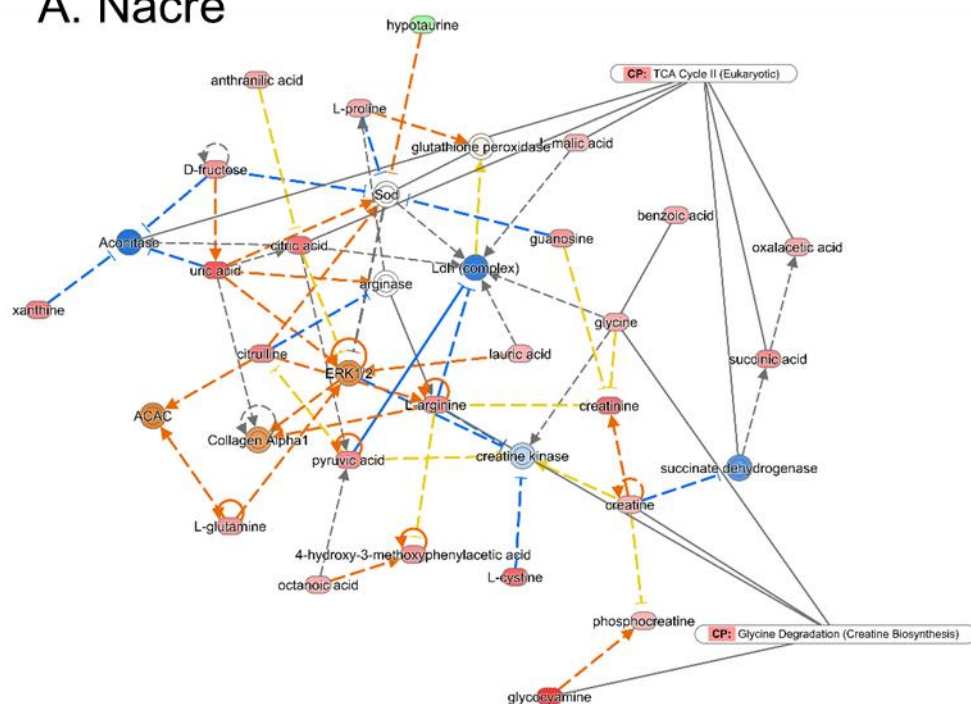 A. Nacre
hypotaurine
CP: TCA Cycle II (Eukaryotic)
anthranilic acid
L-proline
glutathione peroxidase
L-malic acid
D-fructose
Sod
benzoic acid
Aconitase
citric acid
guanosine
oxalacetic acid
uric acid
Ldh (complex)
arginase
xanthine
glycine
citrulline
lauric acid
succinic acid
ERK1/2
ACAC
L-arginine
creatinine
Collagen Alpha1
pyruvic acid
creatine kinase
succinate dehydrogenase
creatine
L-glutamine
4-hydroxy-3-methoxyphenylacetic acid
octanoic acid
L-cystine
phosphocreatine
CP: Glycine Degradation (Creatine Biosynthesis)
glycocyamine